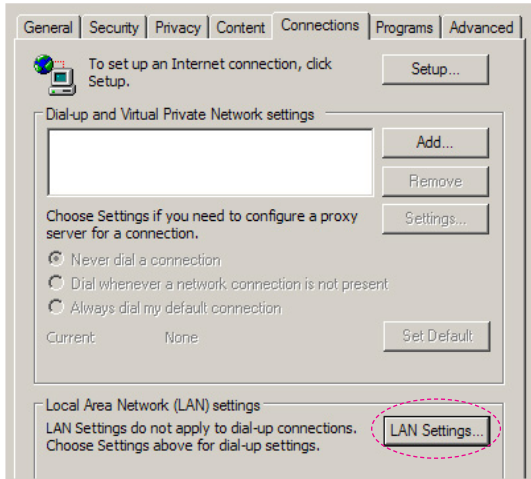 General Security Privacy Content Connections Programs Advanced
To set up an Internet connection, click
Setup.
Setup...
Dial-up and Virtual Private Network settings
Add...
Remove
Choose Settings if you need to configure a proxy
server for a connection.
Settings...
Never dial a connection
Dial whenever a network connection is not present
Always dial my default connection
Current None
Set Default
Local Area Network (LAN) settings
LAN Settings do not apply to dial-up connections.
Choose Settings above for dial-up settings.
LAN Settings...